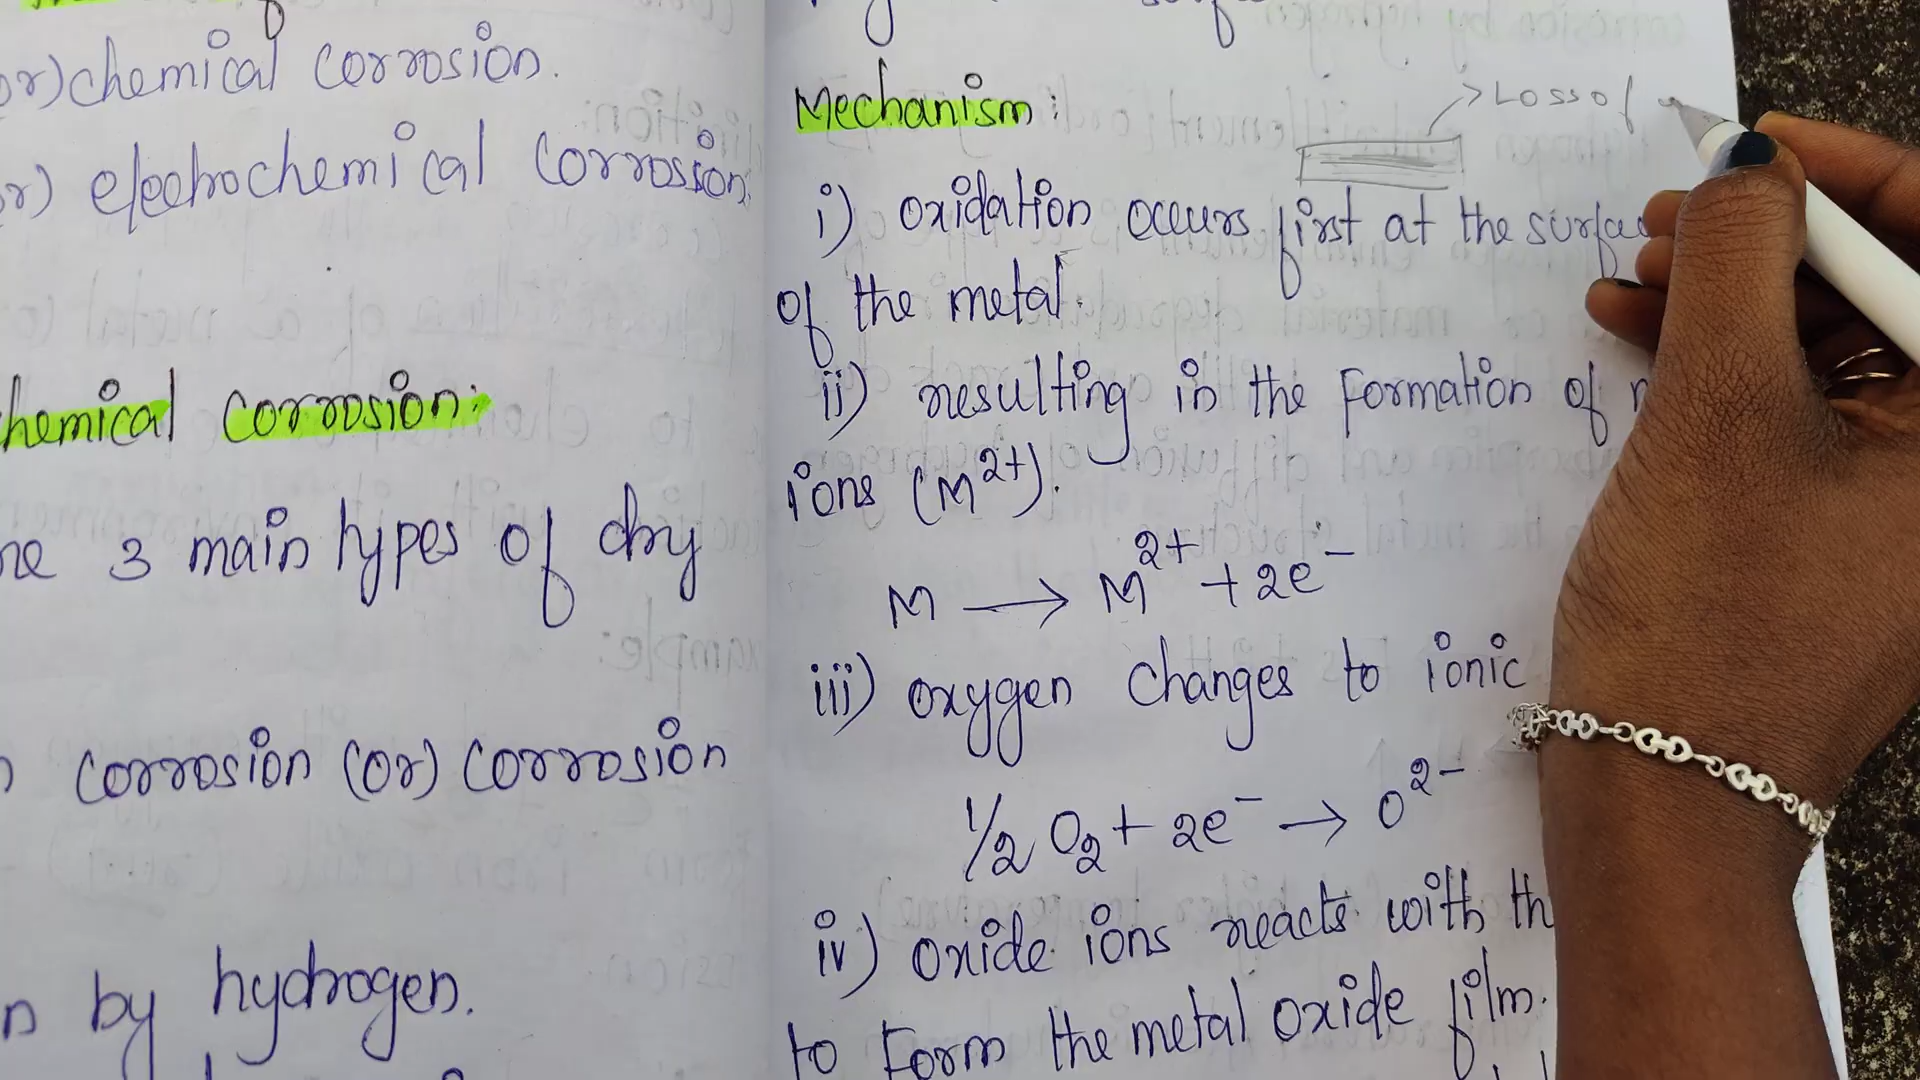 or) chemical corrosion.
or) electrochemical corrosion.
hemical corrosion:
3 main types of dry
corrosion (or) corrosion
by hydrogen.
Mechanism:
Loss of
i) oxidation occurs first at the surfac
of the metal.
ii) resulting in the formation of
ions (M²⁺).
M → M²⁺ + 2e⁻
iii) oxygen changes to ionic
1/2 O₂ + 2e⁻ → O²⁻
iv) oxide ions reacts with th
to form the metal oxide film.